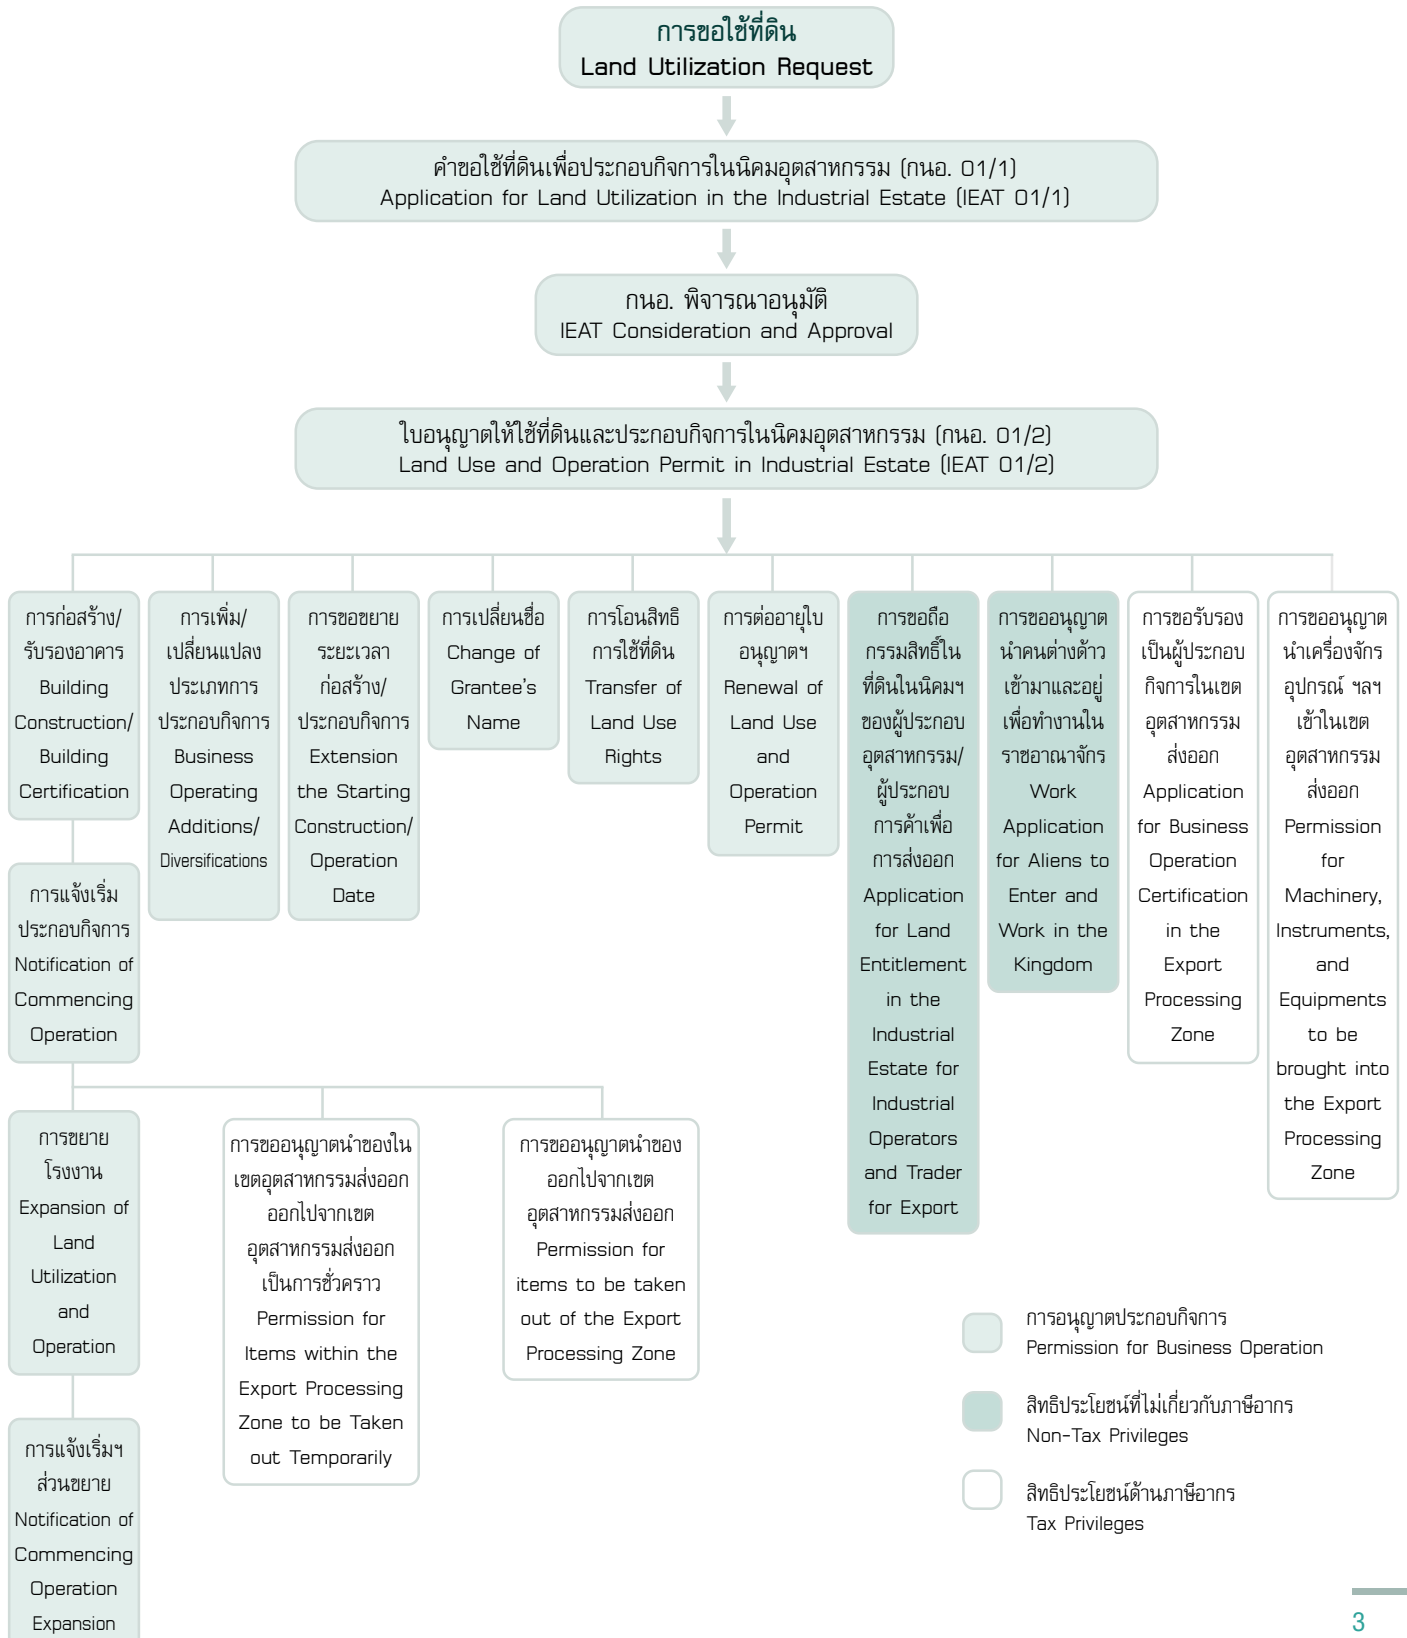 การขอใช้ที่ดิน
Land Utilization Request
คำขอใช้ที่ดินเพื่อประกอบกิจการในนิคมอุตสาหกรรม (กนอ. 01/1)
Application for Land Utilization in the Industrial Estate (IEAT 01/1)
กนอ. พิจารณาอนุมัติ
IEAT Consideration and Approval
ใบอนุญาตให้ใช้ที่ดินและประกอบกิจการในนิคมอุตสาหกรรม (กนอ. 01/2)
Land Use and Operation Permit in Industrial Estate (IEAT 01/2)
การก่อสร้าง/
รับรองอาคาร
Building
Construction/
Building
Certification
การเพิ่ม/
เปลี่ยนแปลง
ประเภทการ
ประกอบกิจการ
Business
Operating
Additions/
Diversifications
การขอขยาย
ระยะเวลา
ก่อสร้าง/
ประกอบกิจการ
Extension
the Starting
Construction/
Operation
Date
การเปลี่ยนชื่อ
Change of
Grantee's
Name
การโอนสิทธิ
การใช้ที่ดิน
Transfer of
Land Use
Rights
การต่ออายุใบ
อนุญาตฯ
Renewal of
Land Use
and
Operation
Permit
การขอถือ
กรรมสิทธิ์ใน
ที่ดินในนิคมฯ
ของผู้ประกอบ
อุตสาหกรรม/
ผู้ประกอบ
การค้าเพื่อ
การส่งออก
Application
for Land
Entitlement
in the
Industrial
Estate for
Industrial
Operators
and Trader
for Export
การขออนุญาต
นำคนต่างด้าว
เข้ามาและอยู่
เพื่อทำงานใน
ราชอาณาจักร
Work
Application
for Aliens to
Enter and
Work in the
Kingdom
การขอรับรอง
เป็นผู้ประกอบ
กิจการในเขต
อุตสาหกรรม
ส่งออก
Application
for Business
Operation
Certification
in the
Export
Processing
Zone
การขออนุญาต
นำเครื่องจักร
อุปกรณ์ ฯลฯ
เข้าในเขต
อุตสาหกรรม
ส่งออก
Permission
for
Machinery,
Instruments,
and
Equipments
to be
brought into
the Export
Processing
Zone
การแจ้งเริ่ม
ประกอบกิจการ
Notification of
Commencing
Operation
การขยาย
โรงงาน
Expansion of
Land
Utilization
and
Operation
การขออนุญาตนำของใน
เขตอุตสาหกรรมส่งออก
ออกไปจากเขต
อุตสาหกรรมส่งออก
เป็นการชั่วคราว
Permission for
Items within the
Export Processing
Zone to be Taken
out Temporarily
การขออนุญาตนำของ
ออกไปจากเขต
อุตสาหกรรมส่งออก
Permission for
items to be taken
out of the Export
Processing Zone
การแจ้งเริ่มฯ
ส่วนขยาย
Notification of
Commencing
Operation
Expansion
การอนุญาตประกอบกิจการ
Permission for Business Operation
สิทธิประโยชน์ที่ไม่เกี่ยวกับภาษีอากร
Non-Tax Privileges
สิทธิประโยชน์ด้านภาษีอากร
Tax Privileges
3